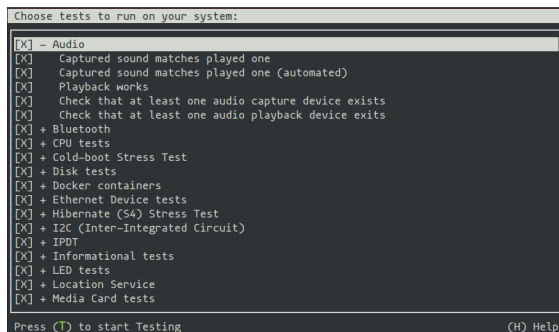 Choose tests to run on your system:
[X] - Audio
[X] Captured sound matches played one
[X] Captured sound matches played one (automated)
[X] Playback works
[X] Check that at least one audio capture device exists
[X] Check that at least one audio playback device exits
[X] + Bluetooth
[X] + CPU tests
[X] + Cold-boot Stress Test
[X] + Disk tests
[X] + Docker containers
[X] + Ethernet Device tests
[X] + Hibernate (S4) Stress Test
[X] + I2C (Inter-Integrated Circuit)
[X] + IPDT
[X] + Informational tests
[X] + LED tests
[X] + Location Service
[X] + Media Card tests
Press (T) to start Testing (H) Help